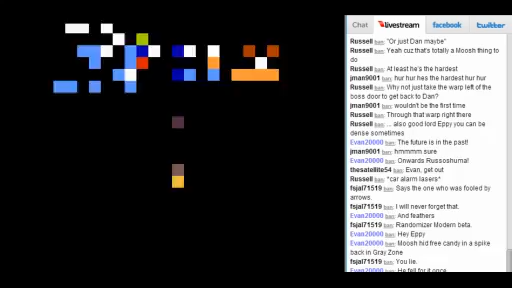 Chat livestream facebook twitter
Russell ban: "Or just Dan maybe"
Russell ban: Yeah cuz that's totally a Moosh thing to
do
Russell ban: At least he's the hardest
jman9001 ban: hur hur hes the hardest hur hur
Russell ban: Why not just take the warp left of the
boss door to get back to Dan?
jman9001 ban: wouldn't be the first time
Russell ban: Through that warp right there
Russell ban: ... also good lord Eppy you can be
dense sometimes
Evan20000 ban: The future is in the past!
jman9001 ban: hmmmm sure
Evan20000 ban: Onwards Russoshuma!
thesatellite54 ban: Evan, get out
Russell ban: *car alarm lasers*
fsjal71519 ban: Says the one who was fooled by
arrows.
fsjal71519 ban: I will never forget that.
Evan20000 ban: And feathers
fsjal71519 ban: Randomizer Modern beta.
Evan20000 ban: Hey Eppy
Evan20000 ban: Moosh hid free candy in a spike
back in Gray Zone
fsjal71519 ban: You lie.
Evan20000 ban: He fell for it once